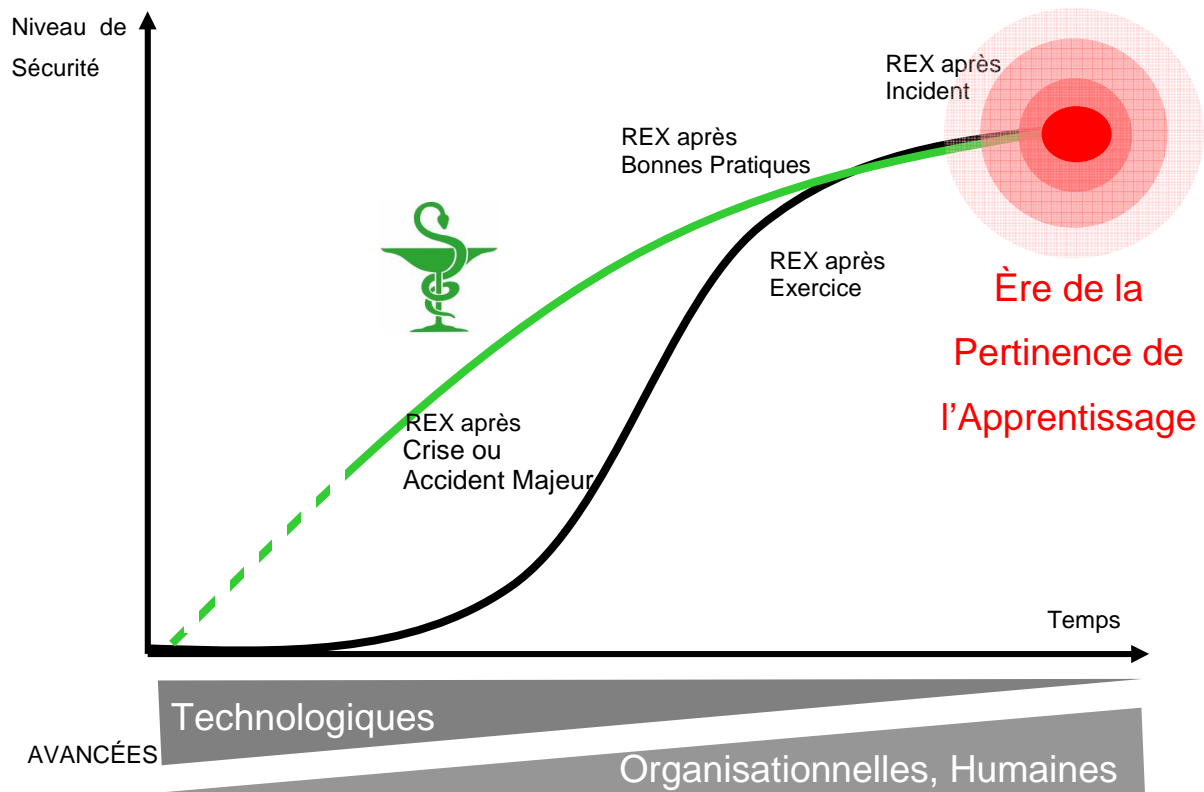 Niveau de
Sécurité
REX après
Incident
REX après
Bonnes Pratiques
REX après
Exercice
Ère de la
Pertinence de
l'Apprentissage
REX après
Crise ou
Accident Majeur
Temps
Technologiques
AVANCÉES
Organisationnelles, Humaines